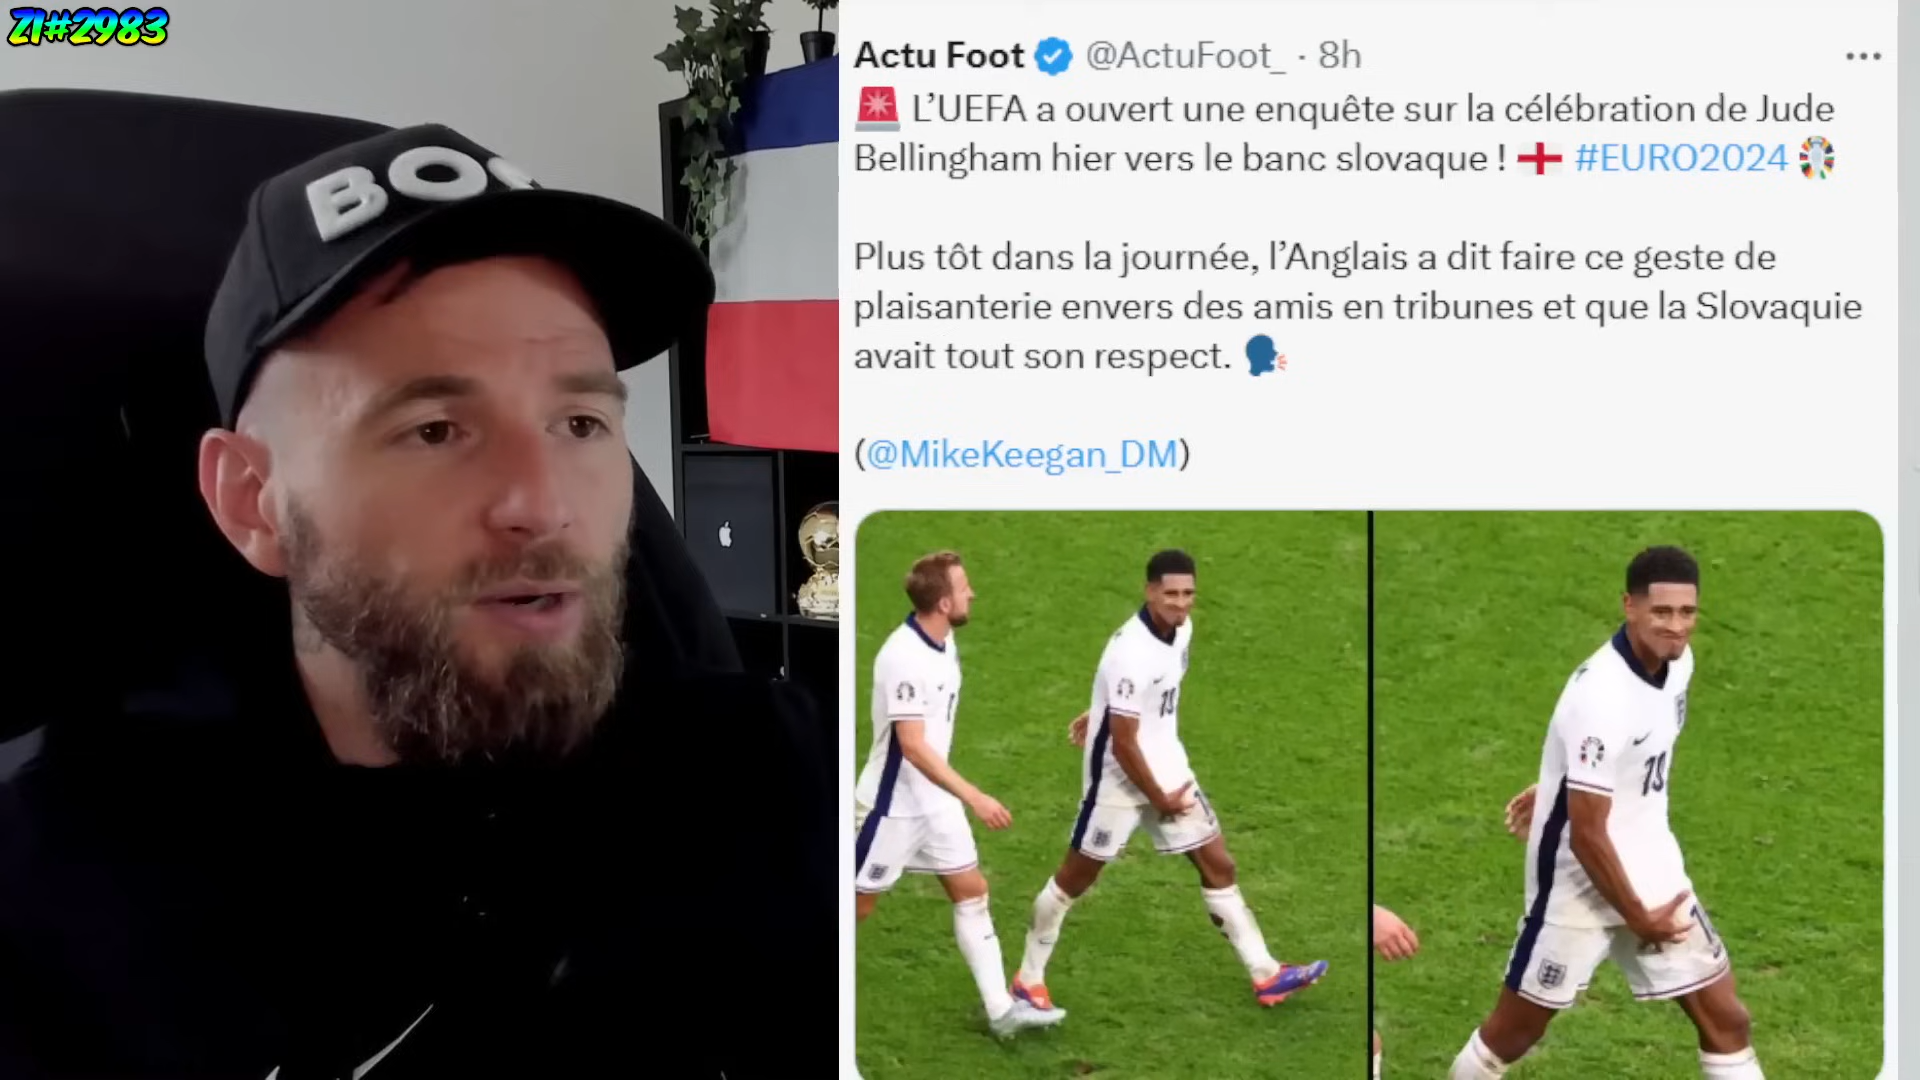 ZI#2983
BO
Actu Foot @ActuFoot_ · 8h
L’UEFA a ouvert une enquête sur la célébration de Jude
Bellingham hier vers le banc slovaque ! #EURO2024
Plus tôt dans la journée, l’Anglais a dit faire ce geste de
plaisanterie envers des amis en tribunes et que la Slovaquie
avait tout son respect.
(@MikeKeegan_DM)
10
10